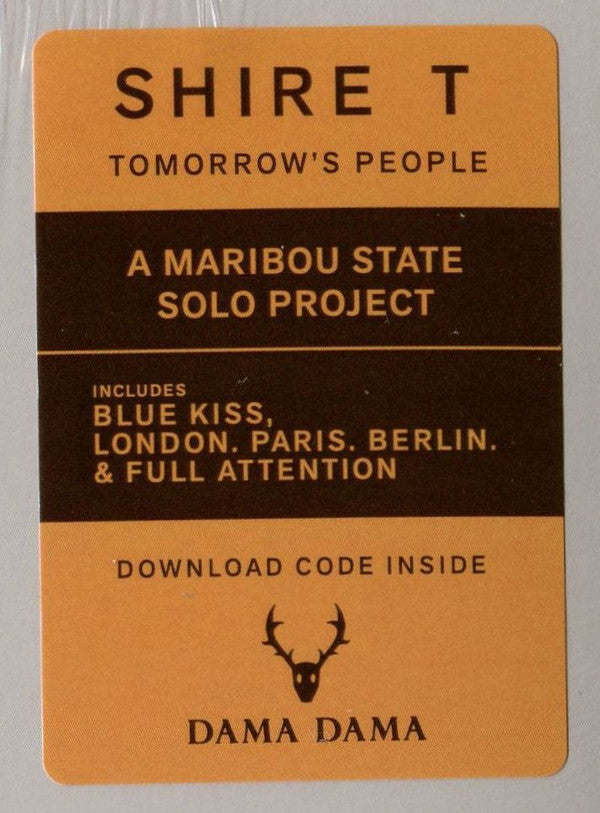 SHIRE T
TOMORROW'S PEOPLE
A MARIBOU STATE
SOLO PROJECT
INCLUDES
BLUE KISS,
LONDON. PARIS. BERLIN.
& FULL ATTENTION
DOWNLOAD CODE INSIDE
DAMA DAMA